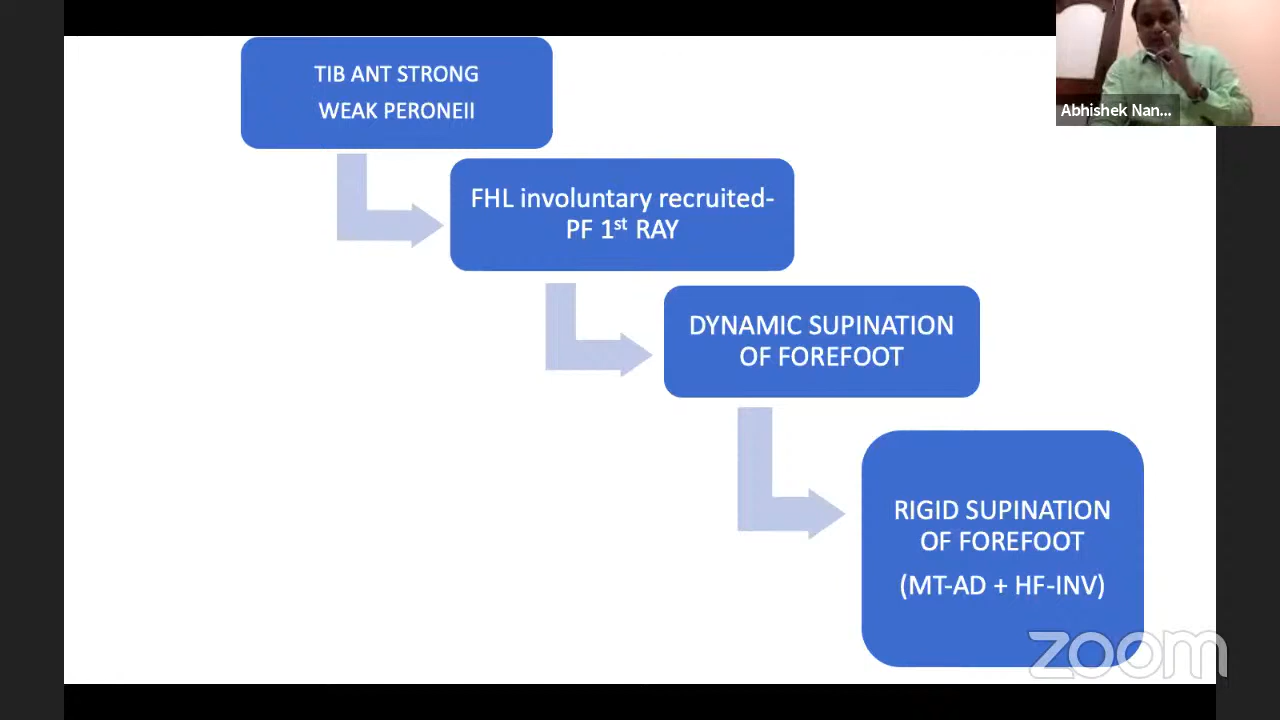 Abhishek Nan...
TIB ANT STRONG
WEAK PERONEII
FHL involuntary recruited-
PF 1st RAY
DYNAMIC SUPINATION
OF FOREFOOT
RIGID SUPINATION
OF FOREFOOT
(MT-AD + HF-INV)
zoom